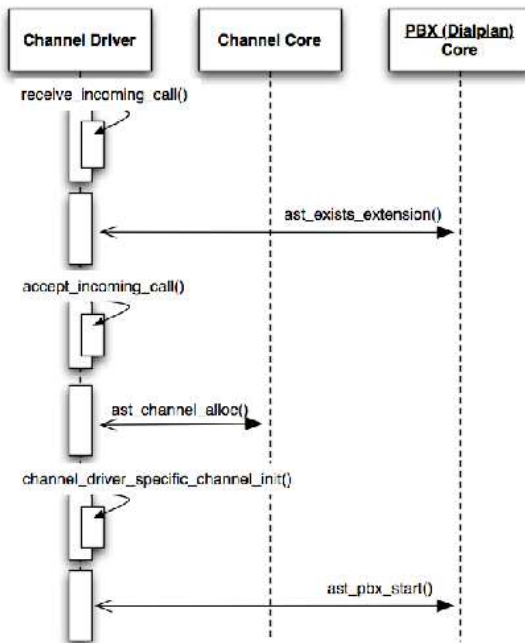 Channel Driver
Channel Core
PBX (Dialplan)
Core
receive_incoming_call()
ast_exists_extension()
accept_incoming_call()
ast_channel_alloc()
channel_driver_specific_channel_init()
ast_pbx_start()